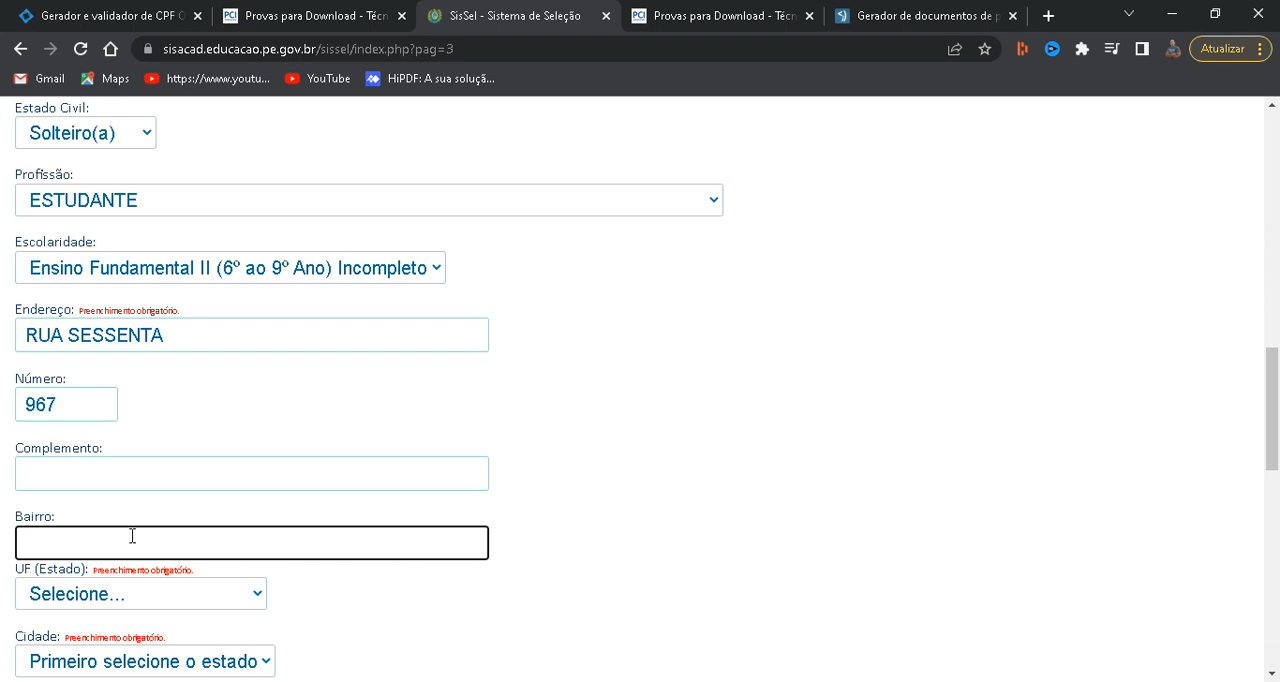 Gerador e validador de CPF C
Provas para Download - Técn
SisSel - Sistema de Seleção
Provas para Download - Técn
Gerador de documentos de p
sisacad.educacao.pe.gov.br/sissel/index.php?pag=3
Atualizar
Gmail
Maps
https://www.youtu...
YouTube
HiPDF: A sua soluçã...
Estado Civil:
Solteiro(a)
Profissão:
ESTUDANTE
Escolaridade:
Ensino Fundamental II (6º ao 9º Ano) Incompleto
Endereço: Preenchimento obrigatório.
RUA SESSENTA
Número:
967
Complemento:
Bairro:
UF (Estado): Preenchimento obrigatório.
Selecione...
Cidade: Preenchimento obrigatório.
Primeiro selecione o estado